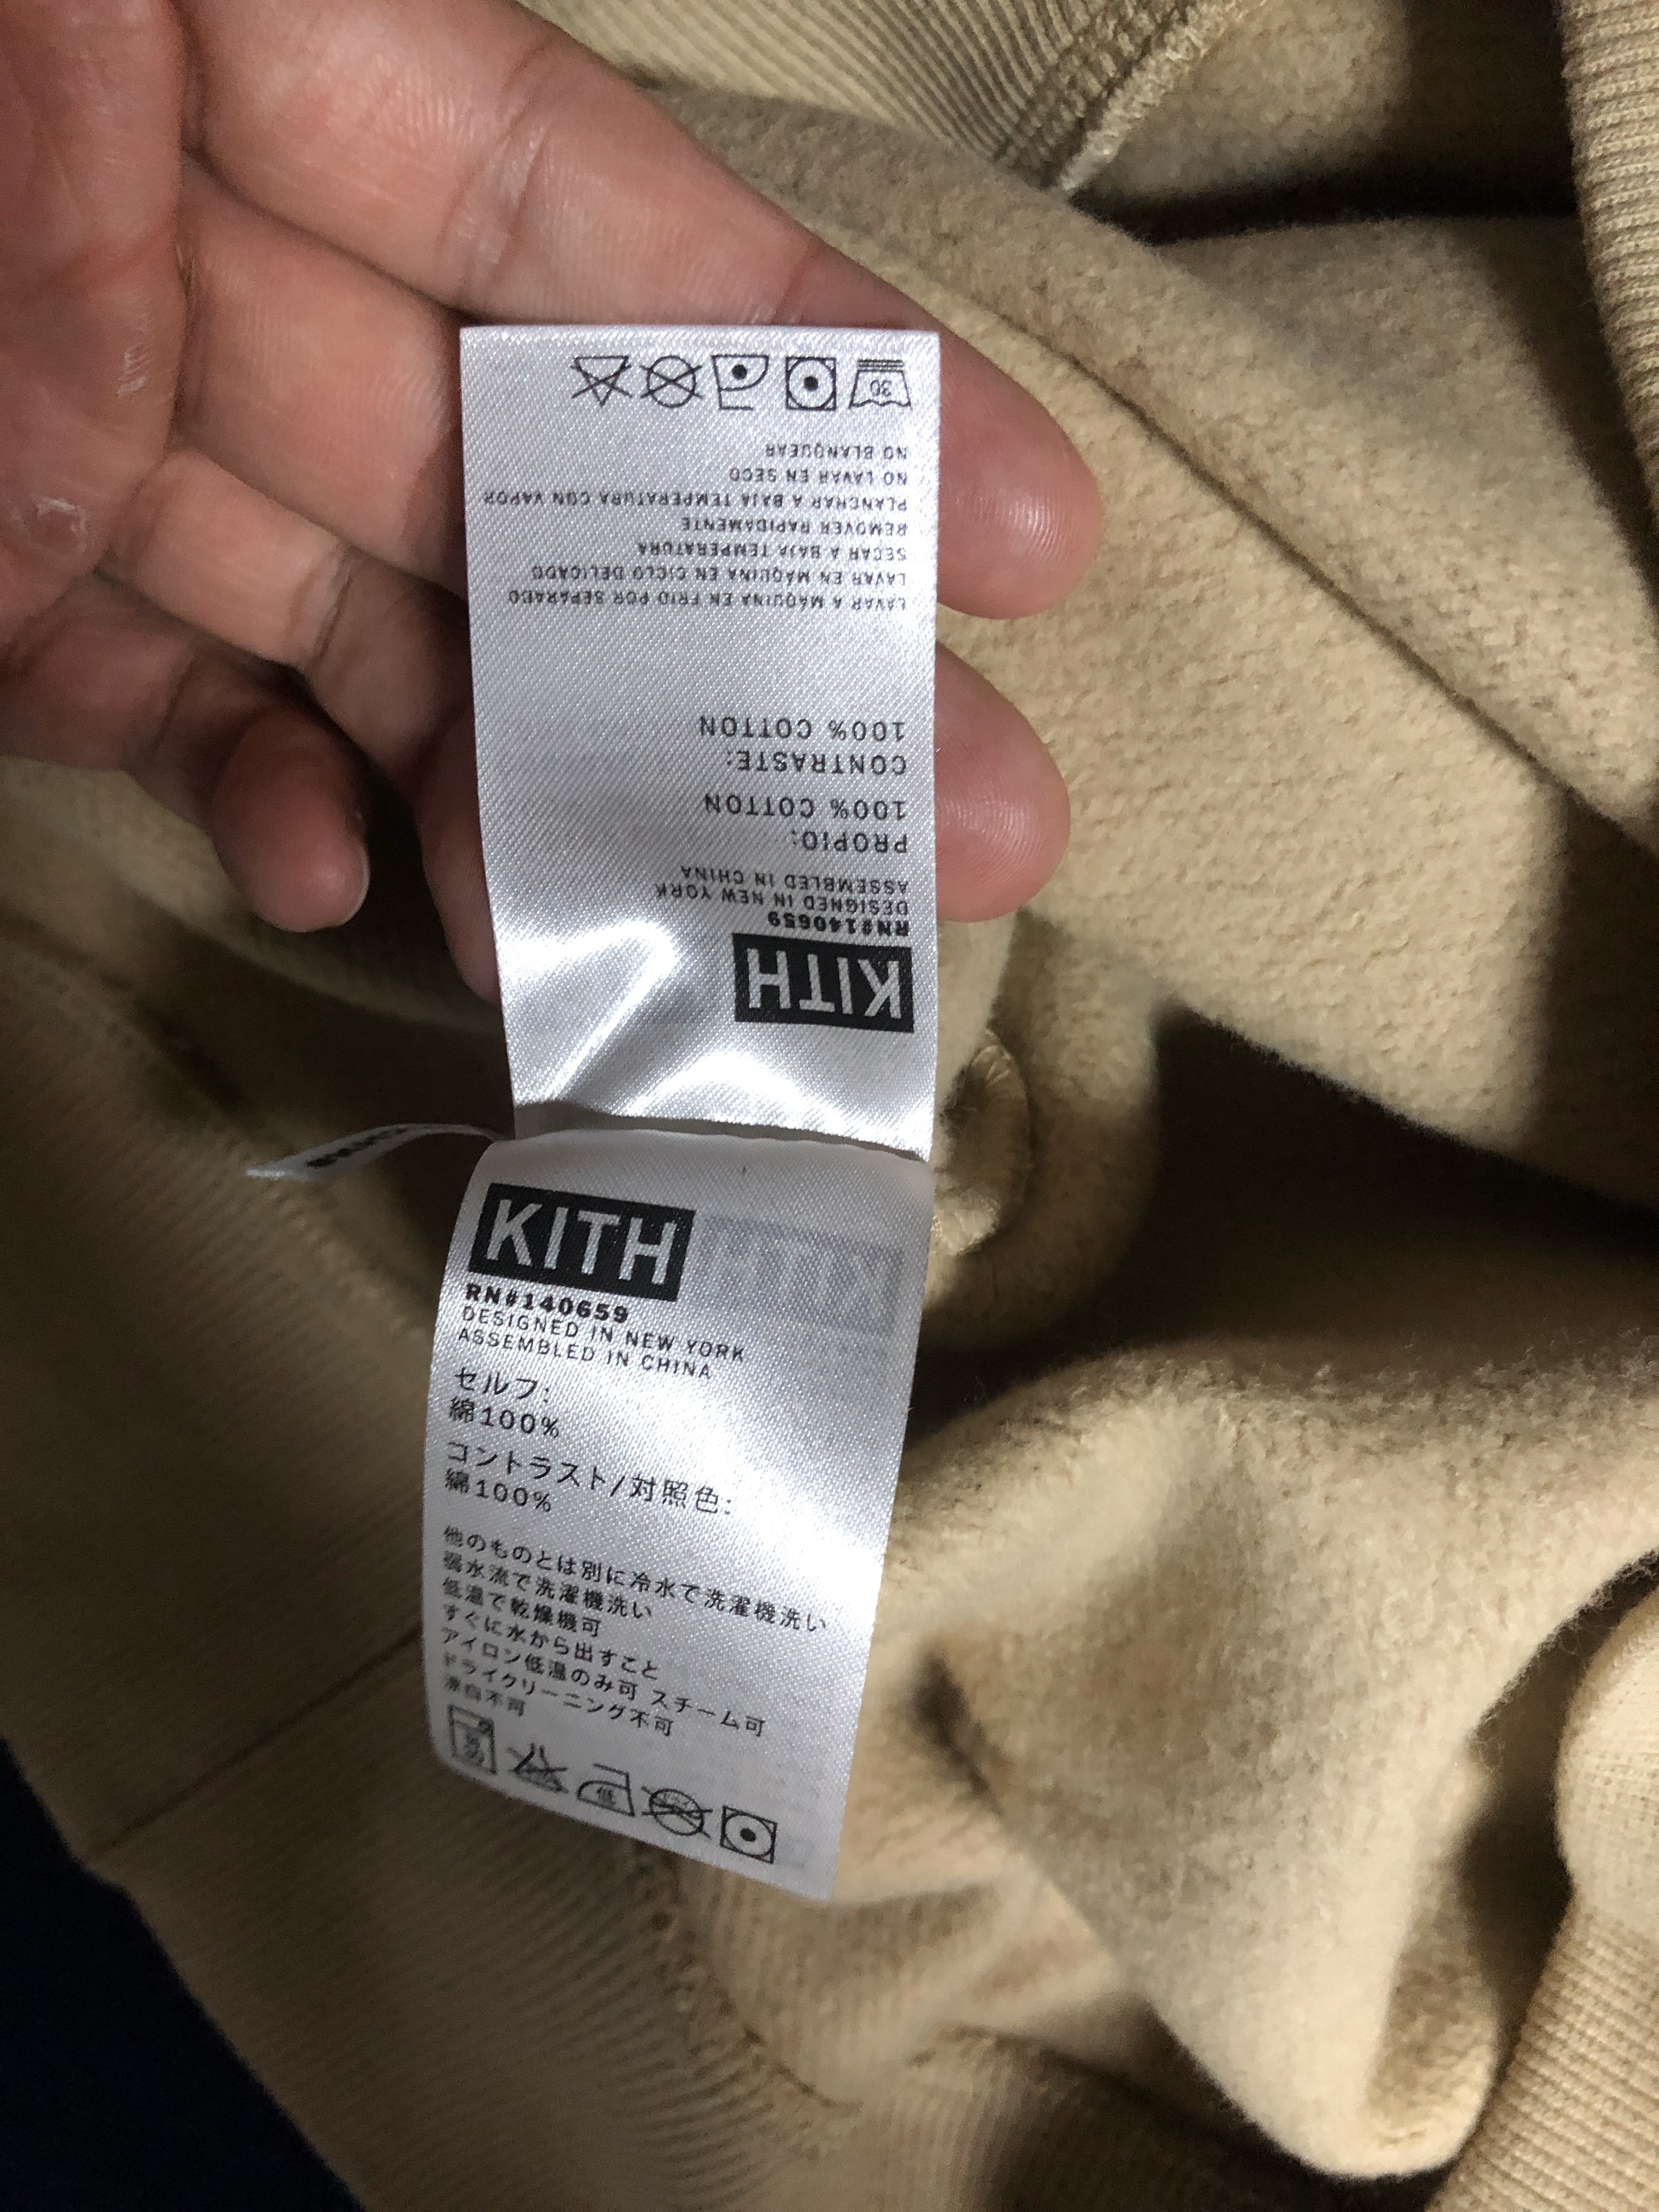 KITH
RN#140659
DESIGNED IN NEW YORK
ASSEMBLED IN CHINA
PROPIO:
100% COTTON
CONTRASTE:
100% COTTON
LAVAR A MAQUINA EN FRIO POR SEPARADO
LAVAR EN MAQUINA EN CICLO DELICADO
SECAR A BAJA TEMPERATURA
REMOVER RAPIDAMENTE
PLANCHAR A BAJA TEMPERATURA CON VAPOR
NO LAVAR EN SECO
NO BLANQUEAR
30
KITH
RN#140659
DESIGNED IN NEW YORK
ASSEMBLED IN CHINA
セルフ:
綿100%
コントラスト/対照色:
綿100%
他のものとは別に冷水で洗濯機洗い
弱水流で洗濯機洗い
低温で乾燥機可
すぐに水から出すこと
アイロン低温のみ可 スチーム可
ドライクリーニング不可
漂白不可
低